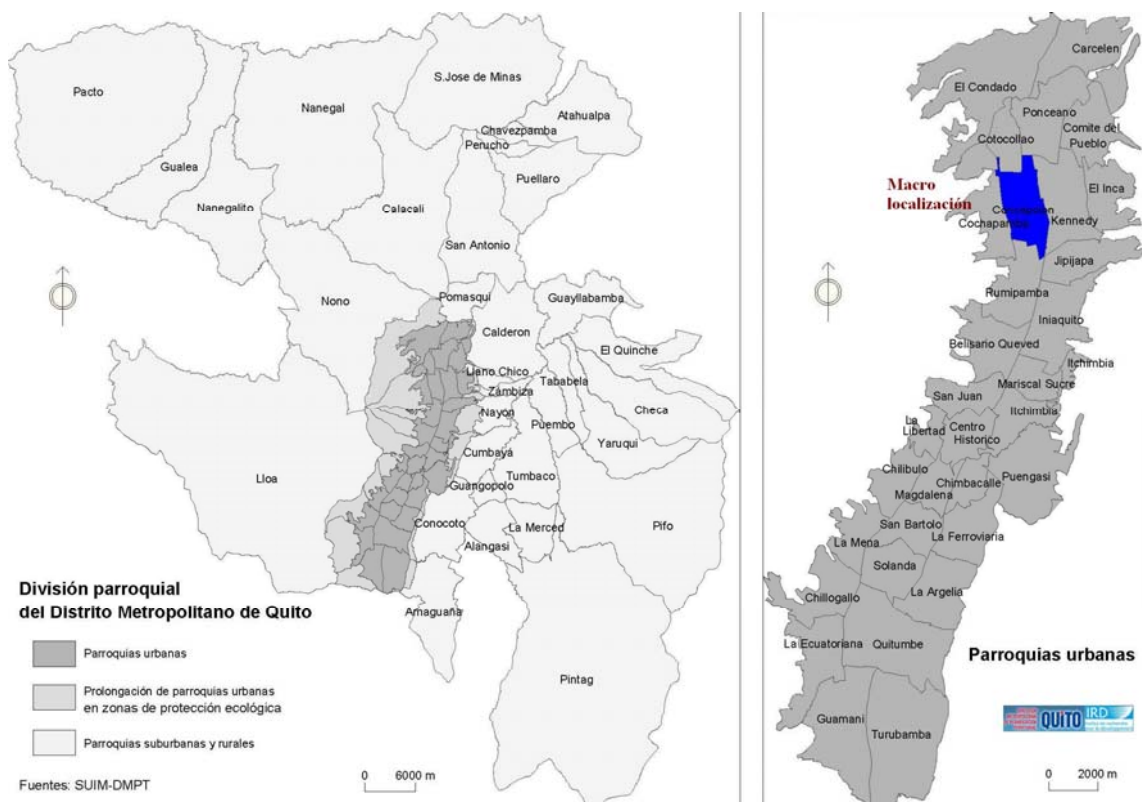 Pacto
Gualea
Nanegalito
Nanegal
S.Jose de Minas
Atahualpa
Chavezpamba
Perucho
Puellaro
Calacali
San Antonio
Nono
Pomasqui
Guayllabamba
Calderon
El Quinche
Llano Chico
Zambiza
Tababela
Nayon
Puembo
Checa
Yaruqui
Cumbayá
Lloa
Tumbaco
Guangopolo
Conocoto
La Merced
Pifo
Alangasi
Amaguaña
Pintag
División parroquial
del Distrito Metropolitano de Quito
Parroquias urbanas
Prolongación de parroquias urbanas
en zonas de protección ecológica
Parroquias suburbanas y rurales
Fuentes: SUIM-DMPT
0 6000 m
Carcelen
El Condado
Ponceano
Comite del
Pueblo
Cotocollao
Macro
localización
El Inca
Concepcion
Cochapamba
Kennedy
Jipijapa
Rumipamba
Iniaquito
Belisario Queved
Itchimbia
Mariscal Sucre
San Juan
Itchimbia
La
Libertad
Centro
Historico
Chilibulo
Puengasi
Chimbacalle
Magdalena
San Bartolo
La Ferroviaria
La Mena
Solanda
La Argelia
Chillogallo
La Ecuatoriana
Quitumbe
Parroquias urbanas
Guamani
Turubamba
QUITO
IRD
0 2000 m